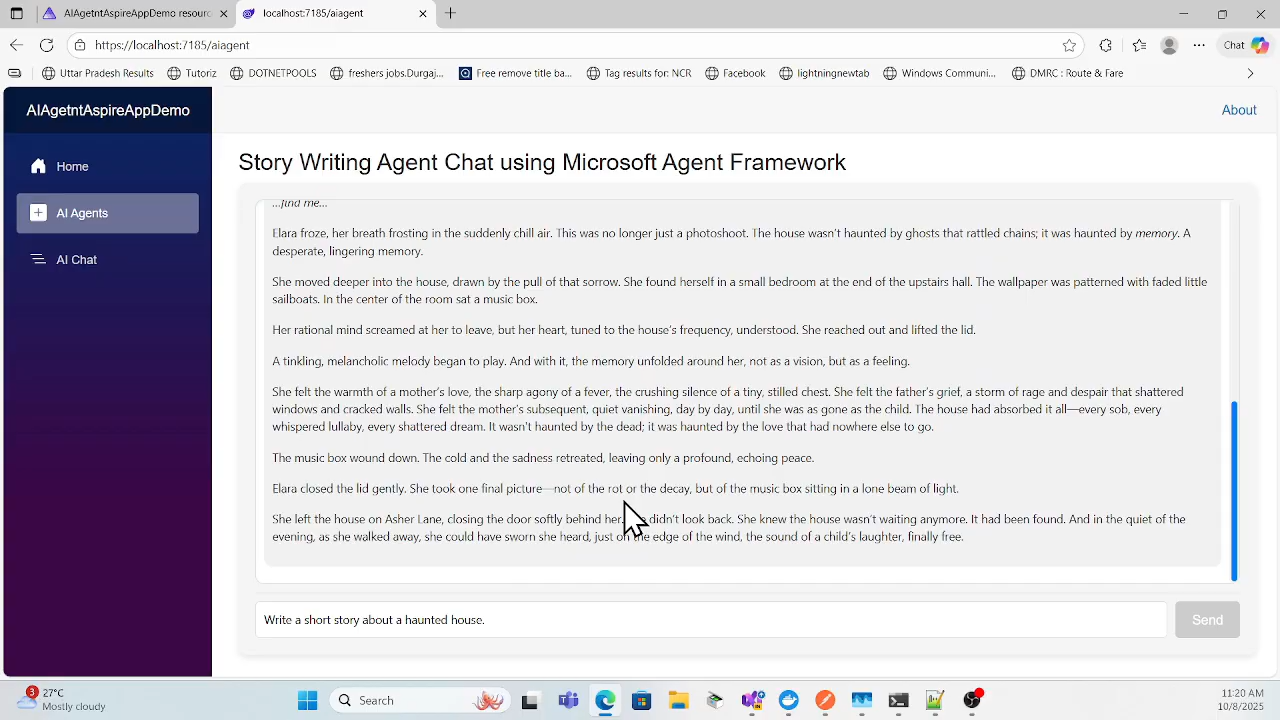 AIAgetntAspireAppDemo resourc
localhost:7185/aiagent
https://localhost:7185/aiagent
Chat
Uttar Pradesh Results
Tutoriz
DOTNETPOOLS
freshers.jobs.Durgaj...
Free remove title ba...
Tag results for: NCR
Facebook
lightningnewtab
Windows Communi...
DMRC : Route & Fare
AIAgetntAspireAppDemo
About
Home
AI Agents
AI Chat
Story Writing Agent Chat using Microsoft Agent Framework
...find me...
Elara froze, her breath frosting in the suddenly chill air. This was no longer just a photoshoot. The house wasn't haunted by ghosts that rattled chains; it was haunted by memory. A
desperate, lingering memory.
She moved deeper into the house, drawn by the pull of that sorrow. She found herself in a small bedroom at the end of the upstairs hall. The wallpaper was patterned with faded little
sailboats. In the center of the room sat a music box.
Her rational mind screamed at her to leave, but her heart, tuned to the house's frequency, understood. She reached out and lifted the lid.
A tinkling, melancholic melody began to play. And with it, the memory unfolded around her, not as a vision, but as a feeling.
She felt the warmth of a mother's love, the sharp agony of a fever, the crushing silence of a tiny, stilled chest. She felt the father's grief, a storm of rage and despair that shattered
windows and cracked walls. She felt the mother's subsequent, quiet vanishing, day by day, until she was as gone as the child. The house had absorbed it all—every sob, every
whispered lullaby, every shattered dream. It wasn't haunted by the dead; it was haunted by the love that had nowhere else to go.
The music box wound down. The cold and the sadness retreated, leaving only a profound, echoing peace.
Elara closed the lid gently. She took one final picture—not of the rot or the decay, but of the music box sitting in a lone beam of light.
She left the house on Asher Lane, closing the door softly behind her. didn't look back. She knew the house wasn't waiting anymore. It had been found. And in the quiet of the
evening, as she walked away, she could have sworn she heard, just on the edge of the wind, the sound of a child's laughter, finally free.
Write a short story about a haunted house.
Send
3
27°C
Mostly cloudy
Search
11:20 AM
10/8/2025